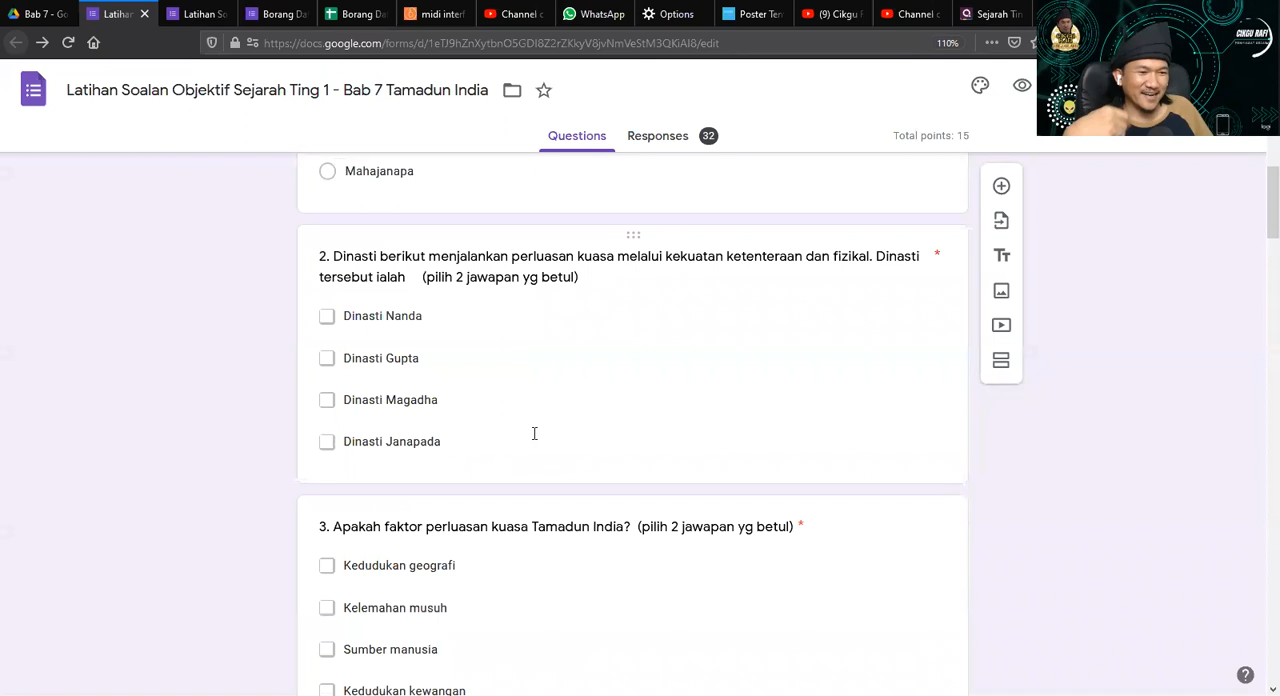 Bab 7 - Go
Latihan
Latihan So
Borang Da
Borang Da
midi interf
Channel c
WhatsApp
Options
Poster Ten
(9) Cikgu F
Channel c
Sejarah Tin
https://docs.google.com/forms/d/1eTJ9hZnXytbnO5GDI8Z2rZKkyV8jvNmVeStM3QKiAI8/edit
110%
CIKGU RAFI
Latihan Soalan Objektif Sejarah Ting 1 - Bab 7 Tamadun India
Questions
Responses 32
Total points: 15
Mahajanapa
2. Dinasti berikut menjalankan perluasan kuasa melalui kekuatan ketenteraan dan fizikal. Dinasti *
tersebut ialah (pilih 2 jawapan yg betul)
Dinasti Nanda
Dinasti Gupta
Dinasti Magadha
Dinasti Janapada
3. Apakah faktor perluasan kuasa Tamadun India? (pilih 2 jawapan yg betul) *
Kedudukan geografi
Kelemahan musuh
Sumber manusia
Kedudukan kewangan